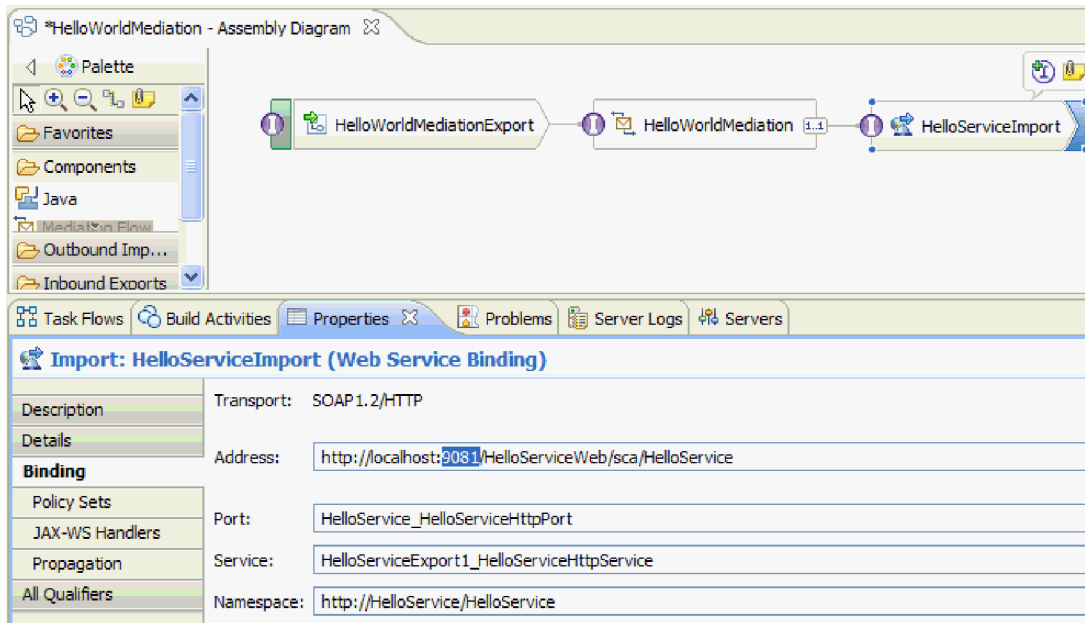 *HelloWorldMediation - Assembly Diagram
Palette
Favorites
Components
Java
Mediation Flow
Outbound Imp...
Inbound Exports
HelloWorldMediationExport
HelloWorldMediation
1..1
HelloServiceImport
Task Flows
Build Activities
Properties
Problems
Server Logs
Servers
Import: HelloServiceImport (Web Service Binding)
Description
Details
Binding
Policy Sets
JAX-WS Handlers
Propagation
All Qualifiers
Transport: SOAP1.2/HTTP
Address: http://localhost:9081/HelloServiceWeb/sca/HelloService
Port: HelloService_HelloServiceHttpPort
Service: HelloServiceExport1_HelloServiceHttpService
Namespace: http://HelloService/HelloService